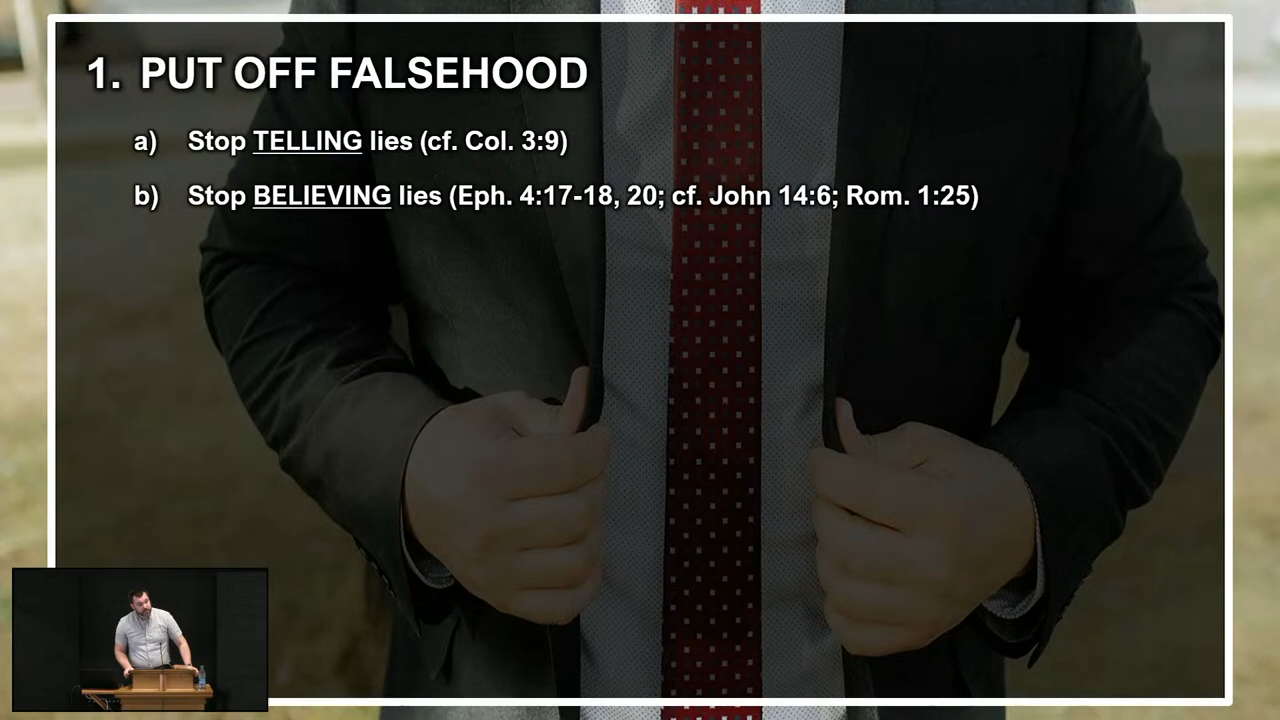 1. PUT OFF FALSEHOOD
a) Stop TELLING lies (cf. Col. 3:9)
b) Stop BELIEVING lies (Eph. 4:17-18, 20; cf. John 14:6; Rom. 1:25)